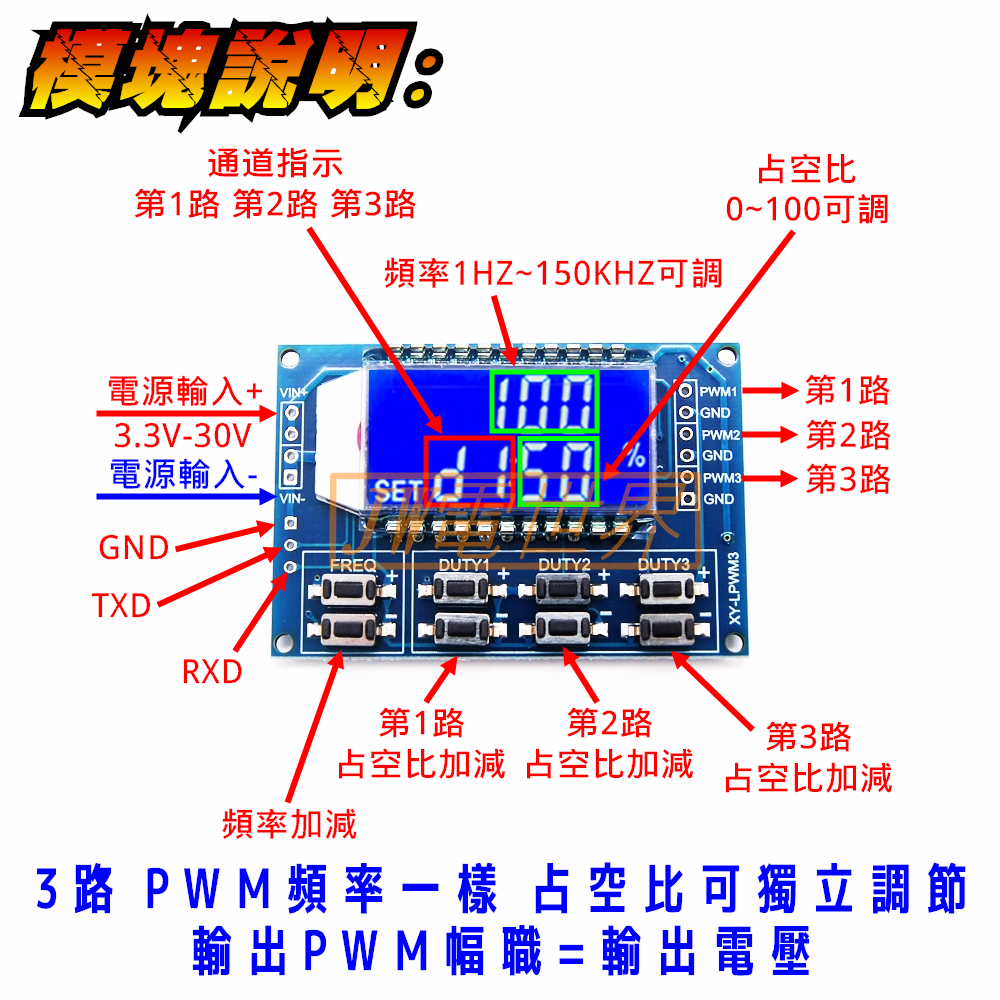 模塊說明:
通道指示
第1路 第2路 第3路
占空比
0~100可調
頻率1HZ~150KHZ可調
電源輸入+
3.3V-30V
電源輸入-
VIN+
VIN-
GND
TXD
RXD
100
d1:50
%
SET
PWM1
GND
PWM2
GND
PWM3
GND
第1路
第2路
第3路
JW電世界
FREQ
DUTY1
DUTY2
DUTY3
+
+
+
+
-
-
-
XY-LPWM3
第1路
占空比加減
第2路
占空比加減
第3路
占空比加減
頻率加減
3路 PWM頻率一樣 占空比可獨立調節
輸出PWM幅職=輸出電壓